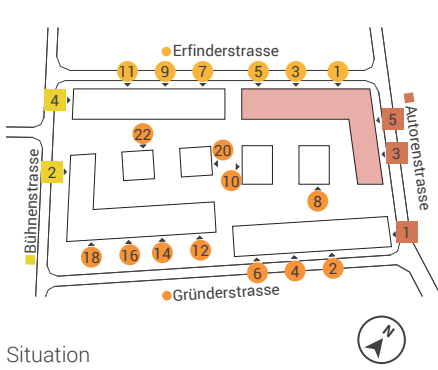 Erfinderstrasse
11 9 7 5 3 1
4
5
Autorenstrasse
22
20
3
2
10
8
Bühnenstrasse
1
18 16 14 12
6 4 2
Gründerstrasse
N
Situation